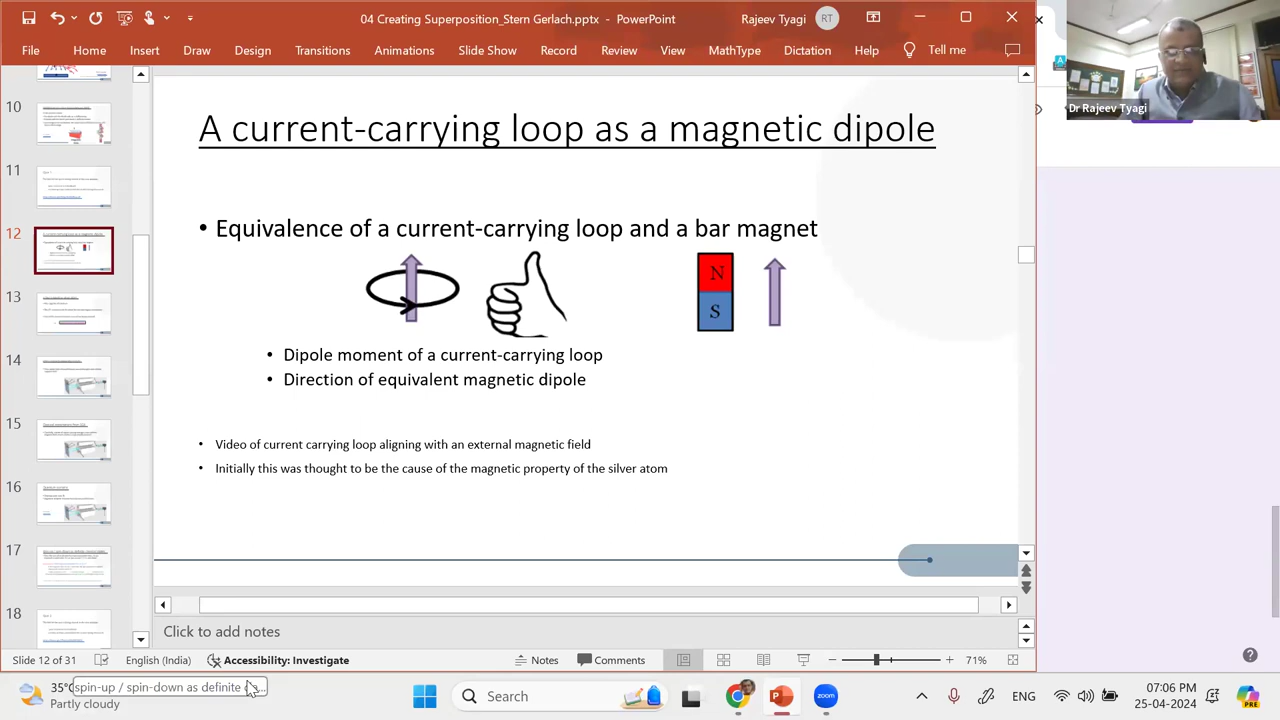 04 Creating Superposition_Stern Gerlach.pptx - PowerPoint
Rajeev Tyagi
RT
File Home Insert Draw Design Transitions Animations Slide Show Record Review View MathType Dictation Help Tell me
Dr Rajeev Tyagi
10
11
12
13
14
15
16
17
18
A current-carrying loop as a magnetic dipole
• Equivalence of a current-carrying loop and a bar magnet
N
S
• Dipole moment of a current-carrying loop
• Direction of equivalent magnetic dipole
• Video of current carrying loop aligning with an external magnetic field
• Initially this was thought to be the cause of the magnetic property of the silver atom
Click to add notes
Slide 12 of 31 English (India) Accessibility: Investigate Notes Comments 71%
35°C
spin-up / spin-down as definite
Partly cloudy
Search
zoom
ENG
07:06 PM
25-04-2024
PRE